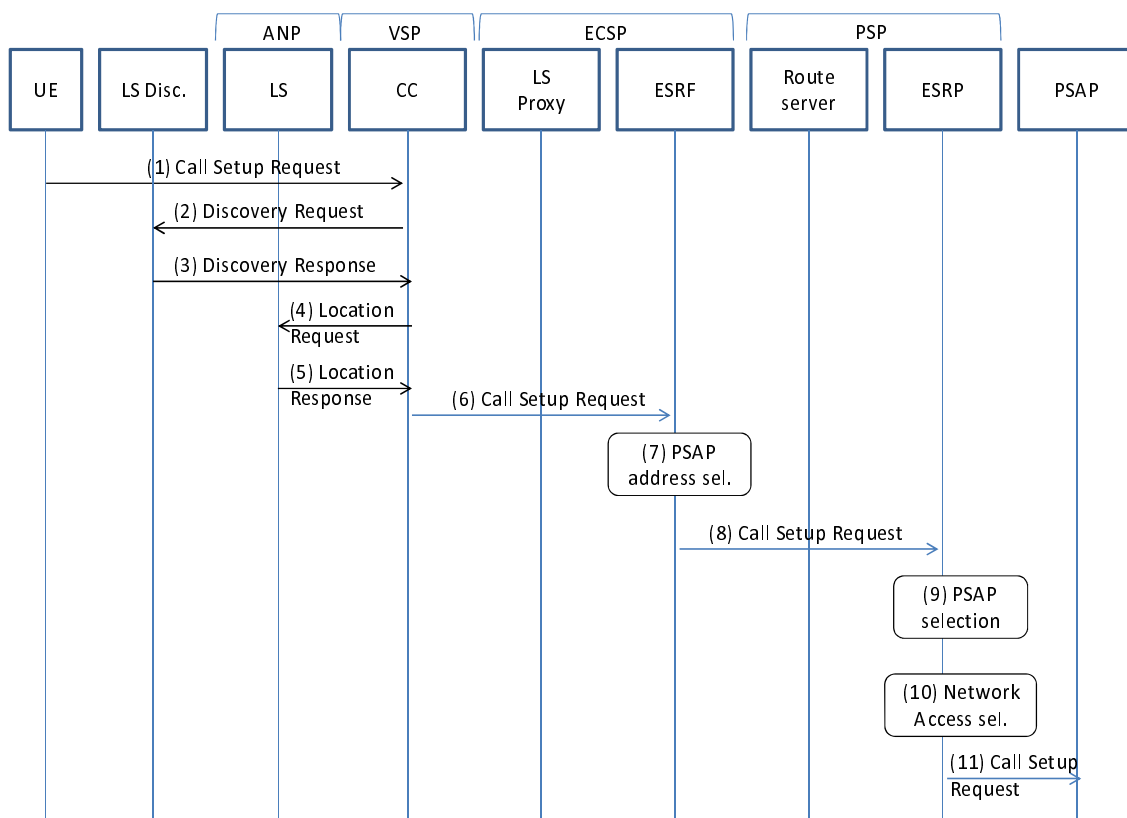 ANP
VSP
ECSP
PSP
UE
LS Disc.
LS
CC
LS
Proxy
ESRF
Route
server
ESRP
PSAP
(1) Call Setup Request
(2) Discovery Request
(3) Discovery Response
(4) Location
Request
(5) Location
Response
(6) Call Setup Request
(7) PSAP
address sel.
(8) Call Setup Request
(9) PSAP
selection
(10) Network
Access sel.
(11) Call Setup
Request